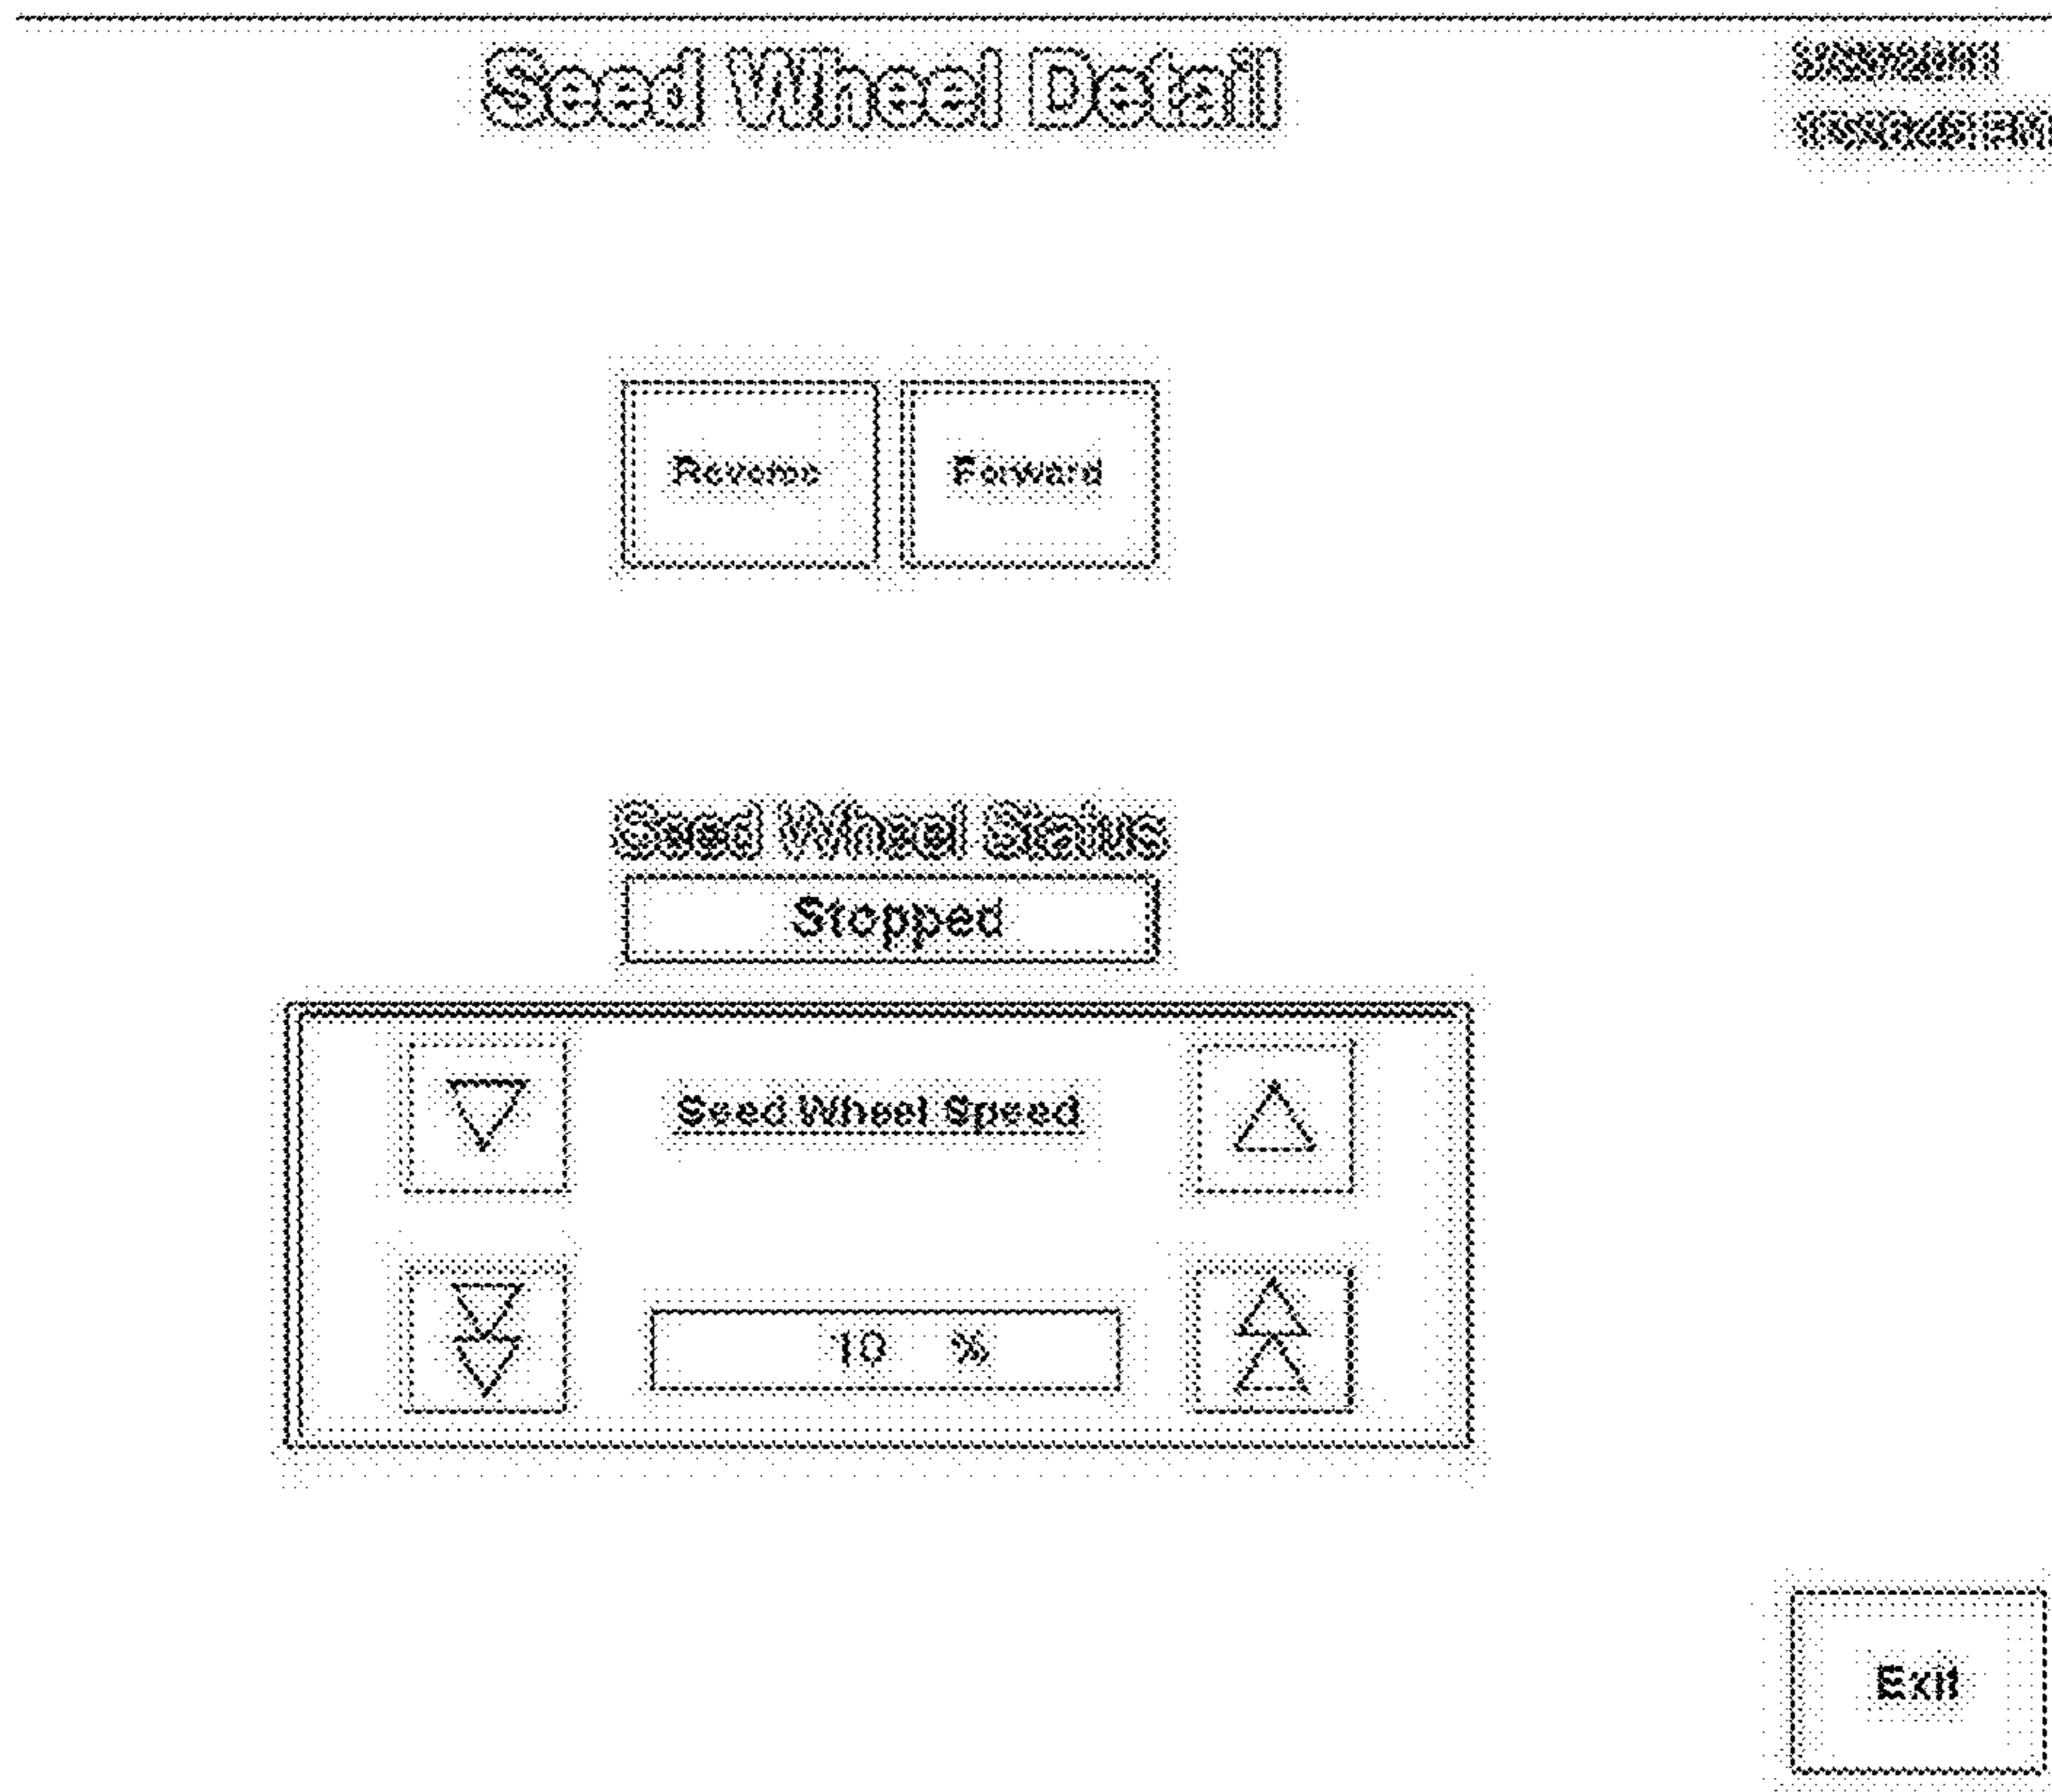 Seed Wheel Detail
Reverse Forward
Seed Wheel Status
Stopped
Seed Wheel Speed
10 %
Exit